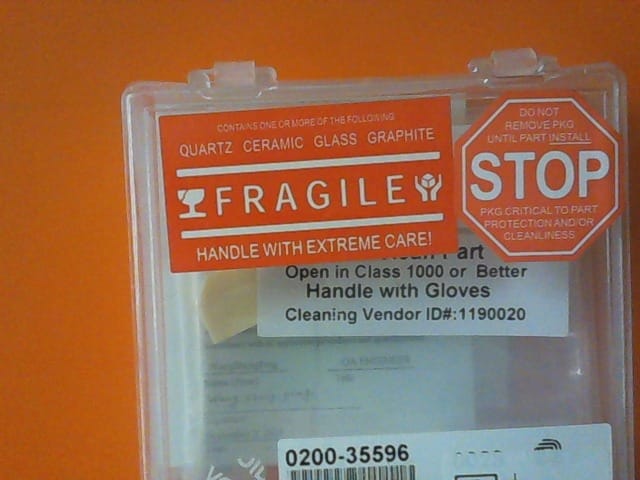 CONTAINS ONE OR MORE OF THE FOLLOWING
QUARTZ CERAMIC GLASS GRAPHITE
FRAGILE
HANDLE WITH EXTREME CARE!
DO NOT
REMOVE PKG
UNTIL PART INSTALL
STOP
PKG CRITICAL TO PART
PROTECTION AND/OR
CLEANLINESS
Part
Open in Class 1000 or Better
Handle with Gloves
Cleaning Vendor ID#:1190020
0200-35596